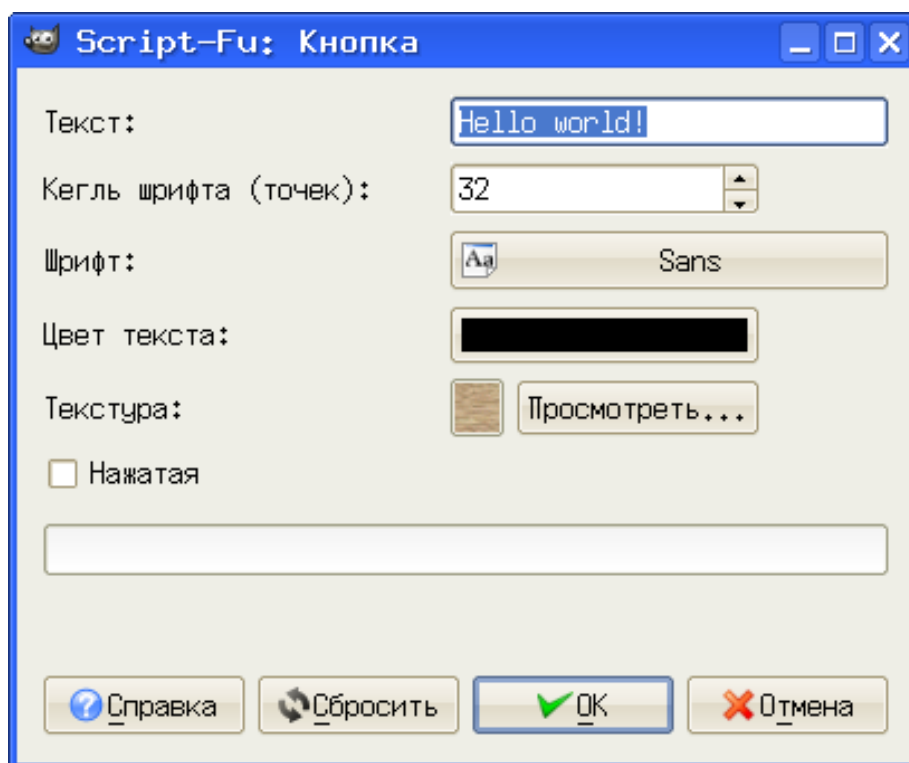 Script-Fu: Кнопка
Текст: Hello world!
Кегль шрифта (точек): 32
Шрифт: Aa Sans
Цвет текста:
Текстура: Просмотреть...
Нажатая
Справка Сбросить OK Отмена